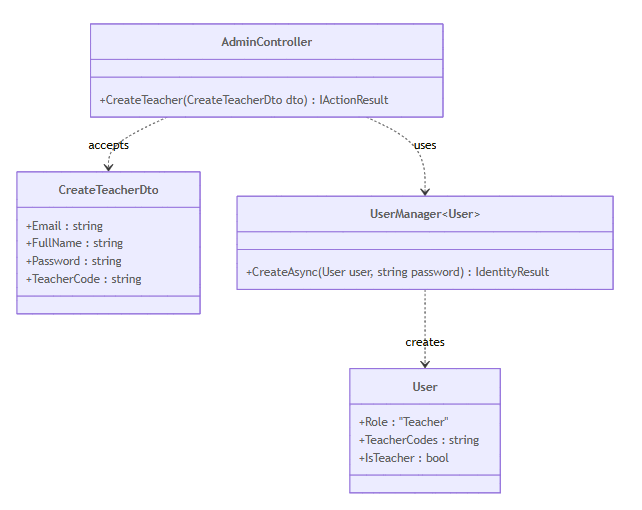 AdminController
+CreateTeacher(CreateTeacherDto dto) : IActionResult
accepts
uses
CreateTeacherDto
+Email : string
+FullName : string
+Password : string
+TeacherCode : string
UserManager<User>
+CreateAsync(User user, string password) : IdentityResult
creates
User
+Role : "Teacher"
+TeacherCodes : string
+IsTeacher : bool